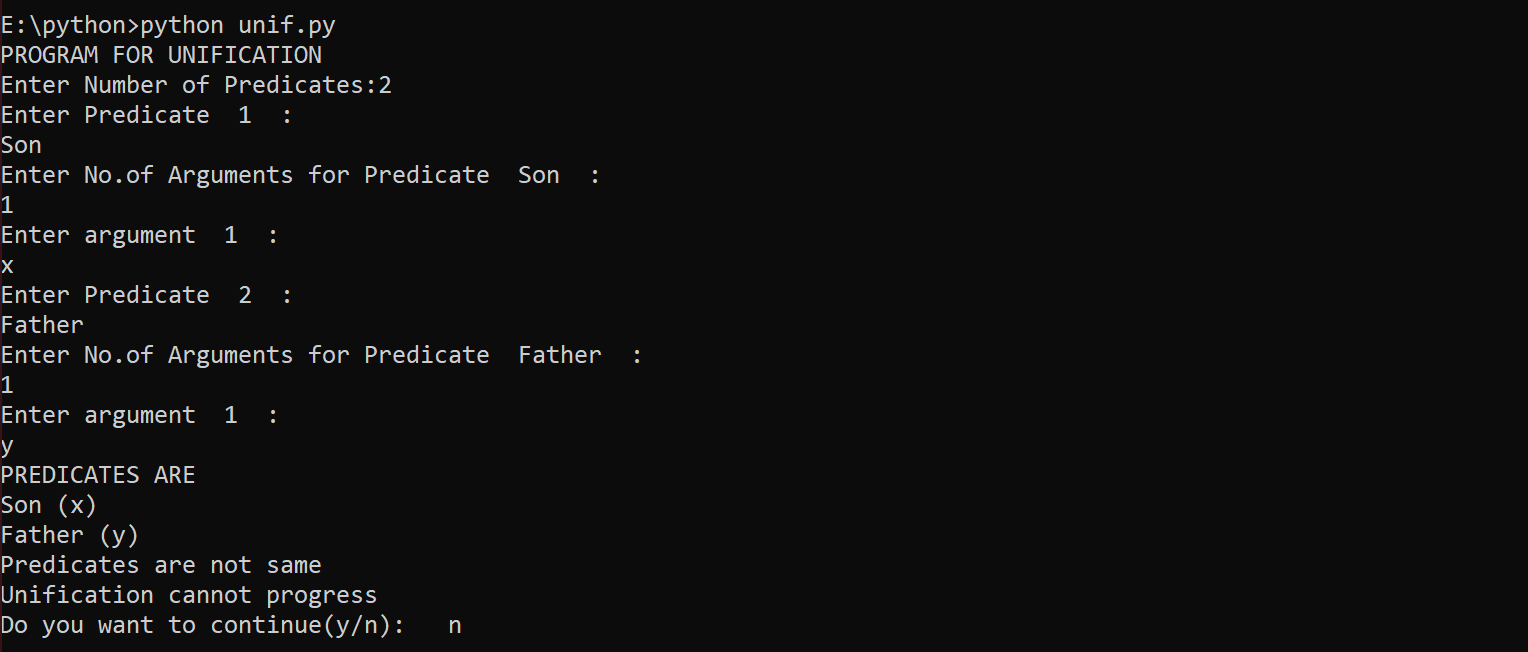 E:\python>python unif.py
PROGRAM FOR UNIFICATION
Enter Number of Predicates:2
Enter Predicate  1  :
Son
Enter No.of Arguments for Predicate  Son  :
1
Enter argument  1  :
x
Enter Predicate  2  :
Father
Enter No.of Arguments for Predicate  Father  :
1
Enter argument  1  :
y
PREDICATES ARE
Son (x)
Father (y)
Predicates are not same
Unification cannot progress
Do you want to continue(y/n):   n